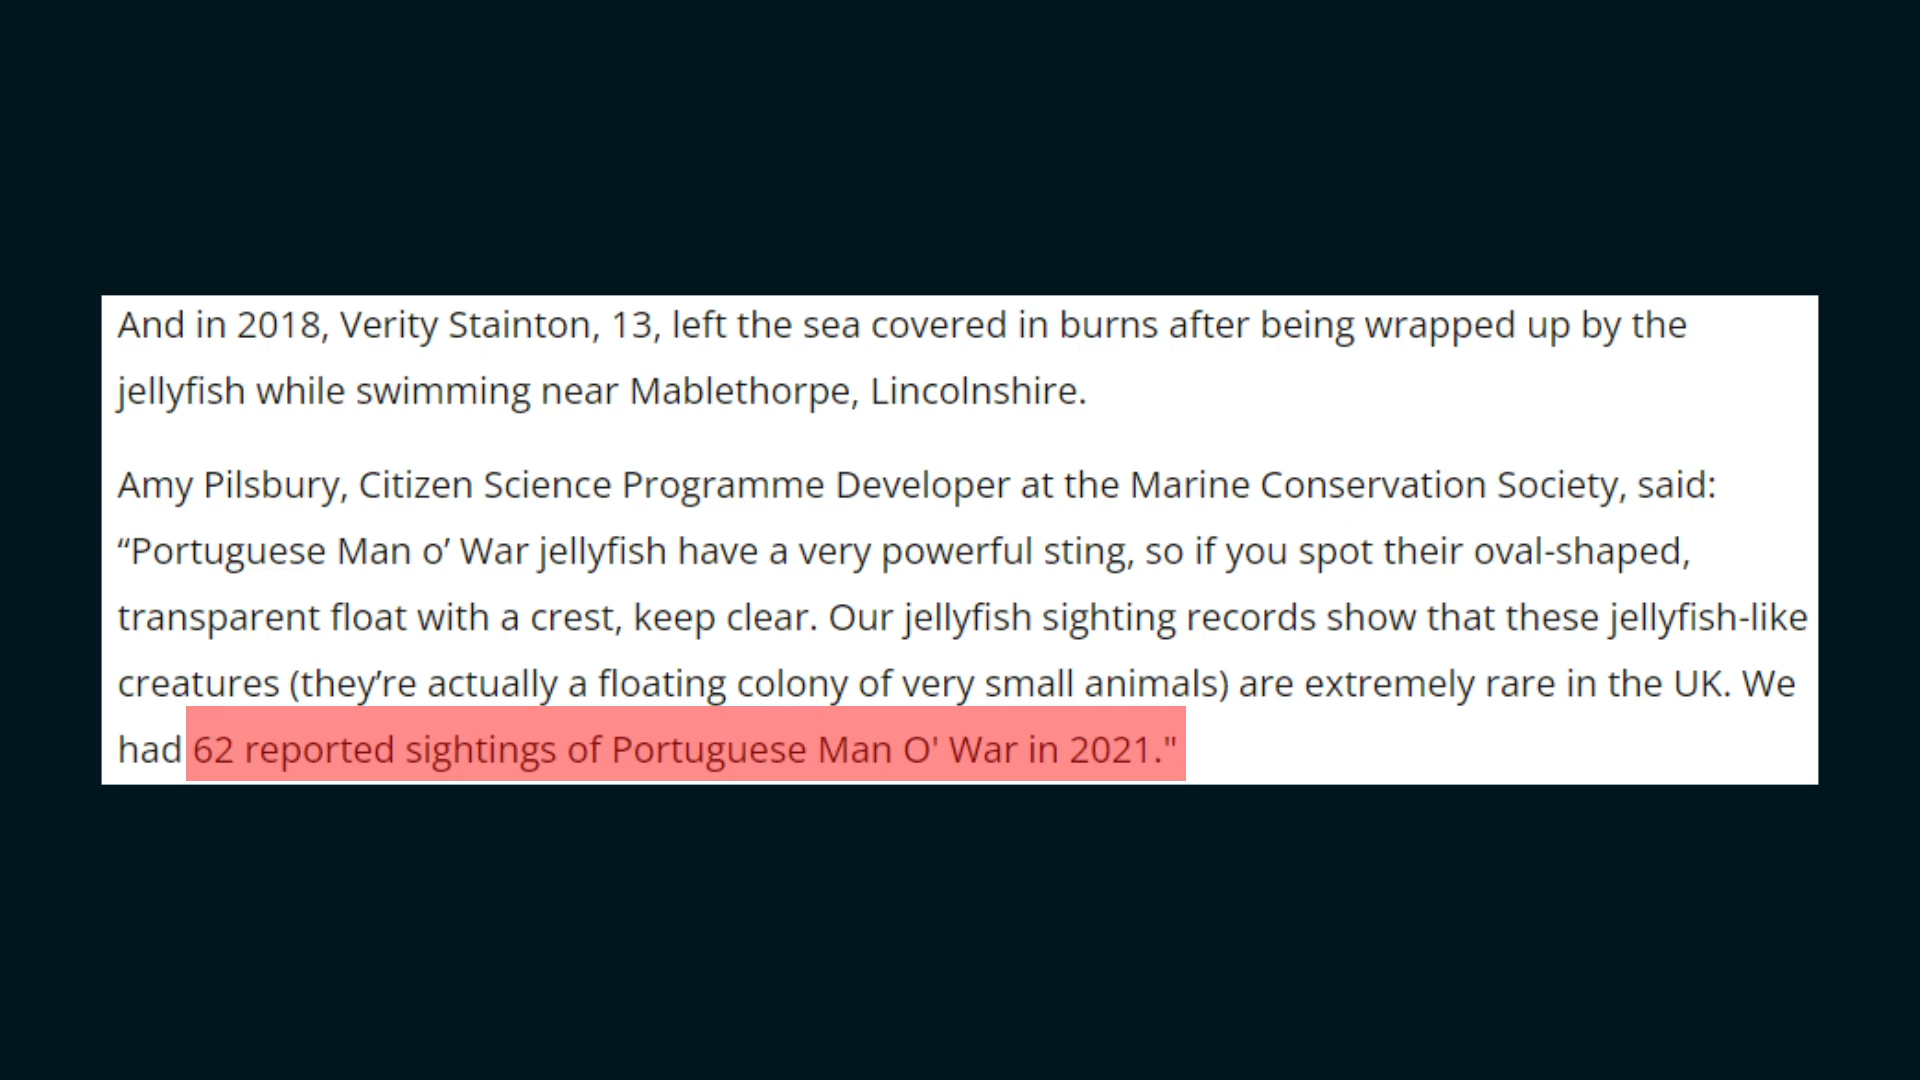 And in 2018, Verity Stainton, 13, left the sea covered in burns after being wrapped up by the
jellyfish while swimming near Mablethorpe, Lincolnshire.
Amy Pilsbury, Citizen Science Programme Developer at the Marine Conservation Society, said:
“Portuguese Man o’ War jellyfish have a very powerful sting, so if you spot their oval-shaped,
transparent float with a crest, keep clear. Our jellyfish sighting records show that these jellyfish-like
creatures (they’re actually a floating colony of very small animals) are extremely rare in the UK. We
had 62 reported sightings of Portuguese Man O' War in 2021."